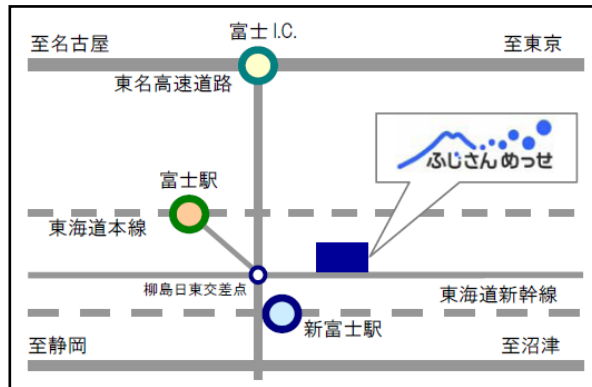 富士 I.C.
至名古屋
至東京
東名高速道路
ふじさんめっせ
富士駅
東海道本線
柳島日東交差点
東海道新幹線
新富士駅
至静岡
至沼津